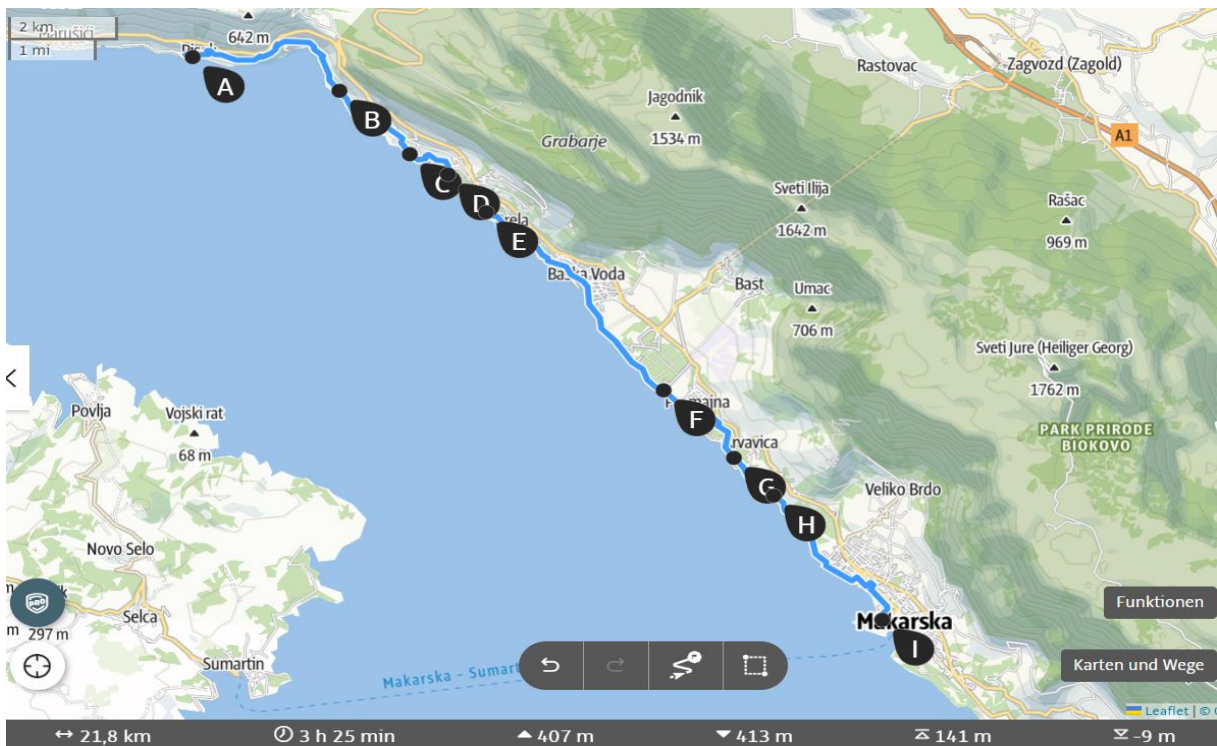 2 km
1 mi
642 m
A
B
C
D
E
F
G
H
I
Rastovac
Zagvozd (Zagold)
Jagodnik
1534 m
Grabarje
A1
Sveti Ilija
1642 m
Rašac
969 m
Baška Voda
Bast
Umac
706 m
Sveti Jure (Heiliger Georg)
1762 m
Povlja
Vojski rat
68 m
PARK PRIRODE
BIOKOVO
Veliko Brdo
Novo Selo
PRO
297 m
Selca
Sumartin
Makarska - Sumart
Makarska
Funktionen
Karten und Wege
Leaflet | ©
21,8 km
3 h 25 min
407 m
413 m
141 m
-9 m